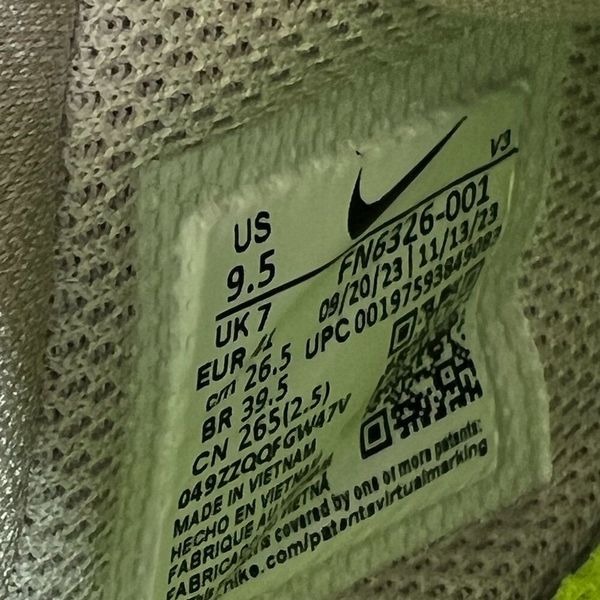 V3
US
9.5
FN6326-001
09/20/23 | 11/13/23
UPC 00197593849083
UK 7
EUR
cm 26.5
BR 39.5
CN 265(2.5)
049ZZQQFGW47V
MADE IN VIETNAM
HECHO EN VIETNAM
FABRIQUE AU VIETNAM
covered by one or more patents:
nike.com/patentsvirtualmarking